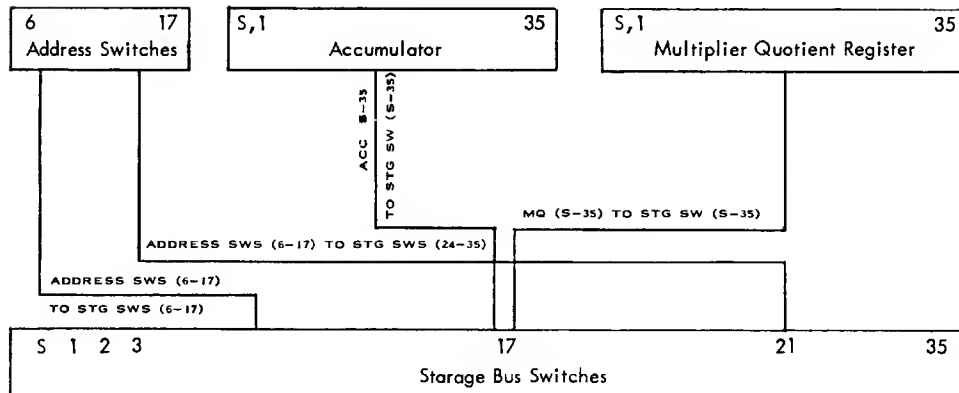 6 17
Address Switches
S,1 35
Accumulator
S,1 35
Multiplier Quotient Register
ACC S-35
TO STG SW (S-35)
MQ (S-35) TO STG SW (S-35)
ADDRESS SWS (6-17) TO STG SWS (24-35)
ADDRESS SWS (6-17)
TO STG SWS (6-17)
S 1 2 3 17 21 35
Starage Bus Switches